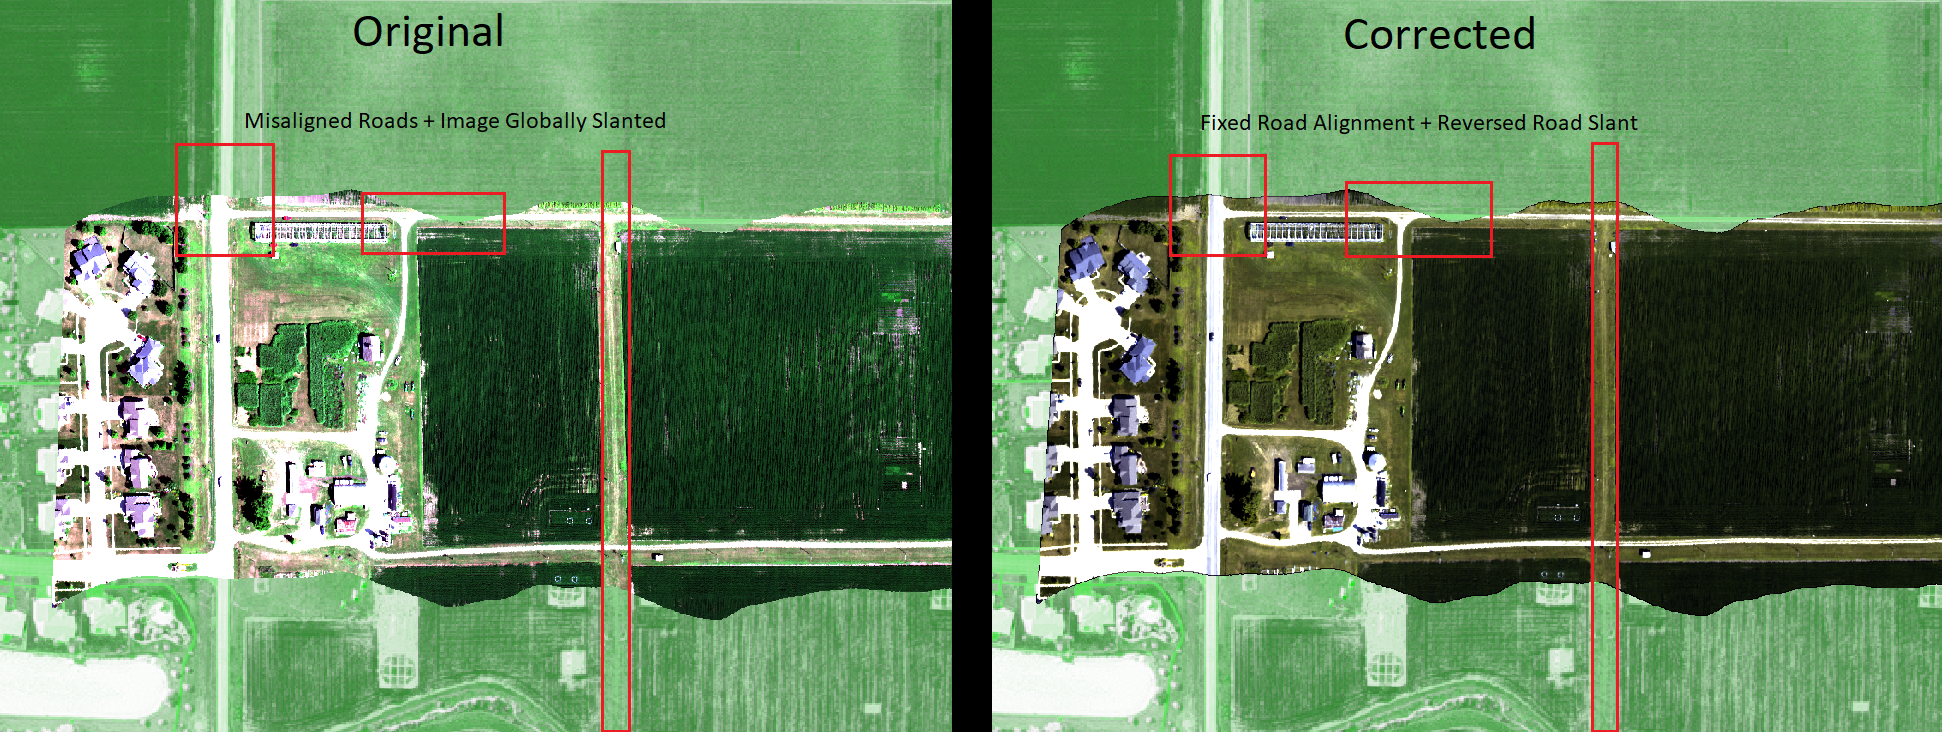 Original
Misaligned Roads + Image Globally Slanted
Corrected
Fixed Road Alignment + Reversed Road Slant